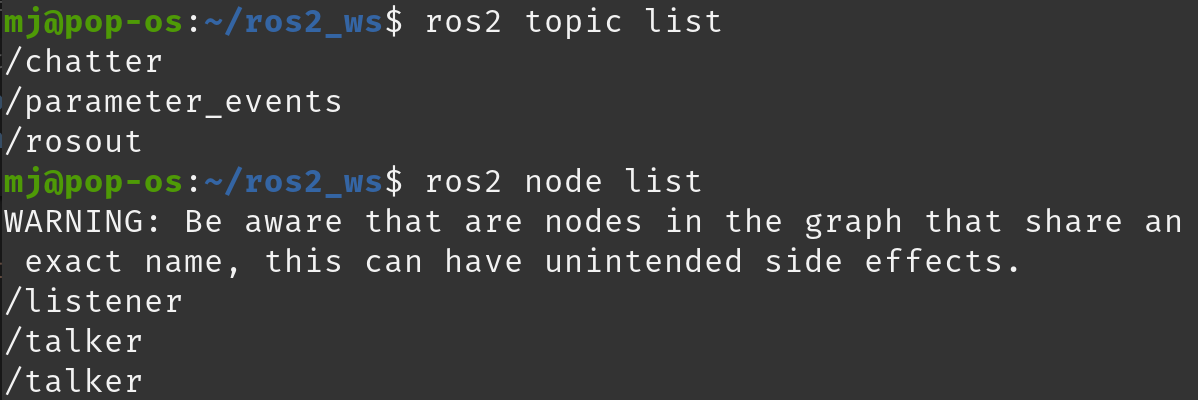 mj@pop-os:~/ros2_ws$ ros2 topic list
/chatter
/parameter_events
/rosout
mj@pop-os:~/ros2_ws$ ros2 node list
WARNING: Be aware that are nodes in the graph that share an
 exact name, this can have unintended side effects.
/listener
/talker
/talker